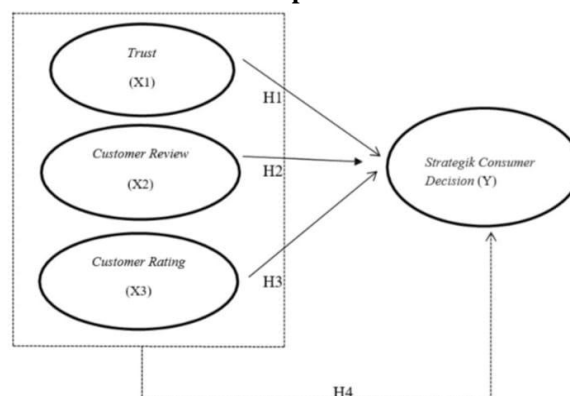 Trust
(X1)
H1
Customer Review
(X2)
H2
Strategik Consumer
Decision (Y)
Customer Rating
(X3)
H3
H4